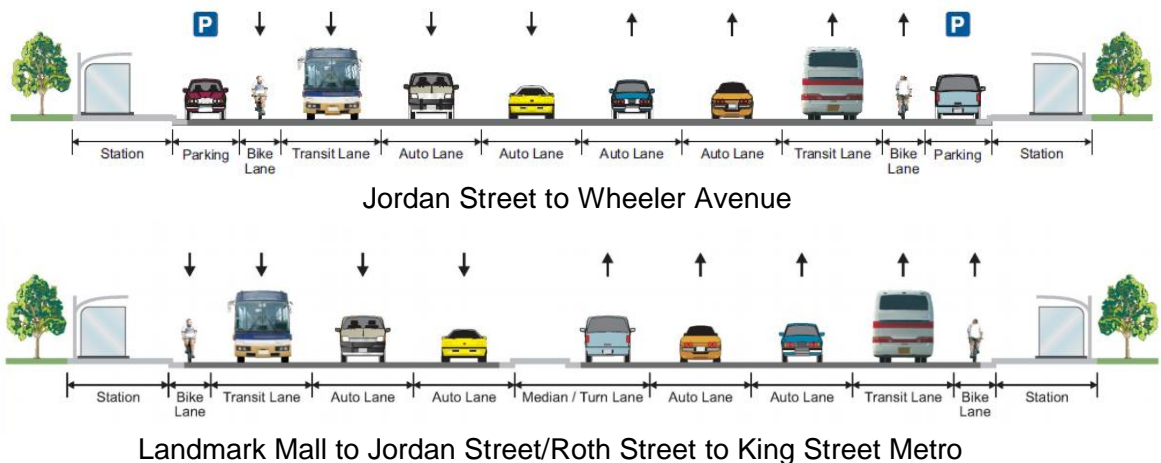 P P
Station Parking Bike Lane Transit Lane Auto Lane Auto Lane Auto Lane Auto Lane Transit Lane Bike Lane Parking Station
Jordan Street to Wheeler Avenue
Station Bike Lane Transit Lane Auto Lane Auto Lane Median / Turn Lane Auto Lane Auto Lane Transit Lane Bike Lane Station
Landmark Mall to Jordan Street/Roth Street to King Street Metro